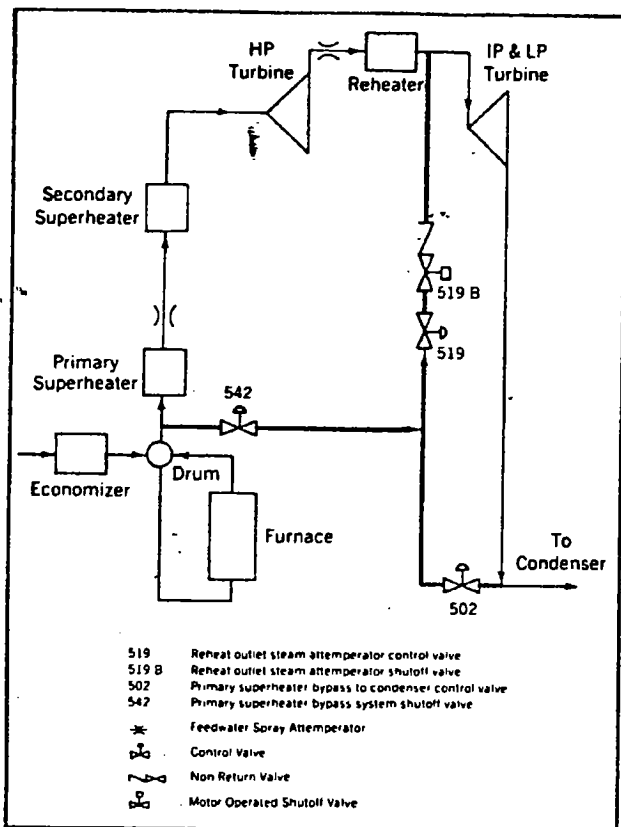 HP
Turbine
Reheater
IP & LP
Turbine
Secondary
Superheater
519 B
519
Primary
Superheater
542
Economizer
Drum
Furnace
To
Condenser
502
519 Reheat outlet steam attemperator control valve
519 B Reheat outlet steam attemperator shutoff valve
502 Primary superheater bypass to condenser control valve
542 Primary superheater bypass system shutoff valve
Feedwater Spray Attemperator
Control Valve
Non Return Valve
Motor Operated Shutoff Valve